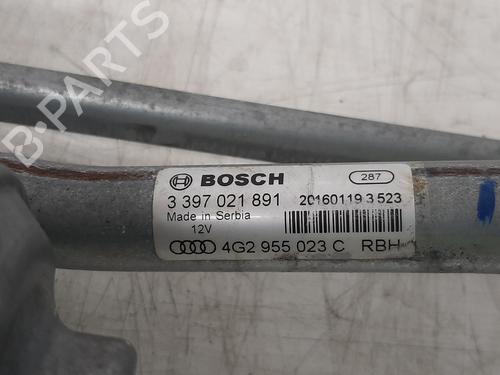 B-PARTS
BOSCH 287
3 397 021 891 20160119 3 523
Made in Serbia
12V
4G2 955 023 C RBH